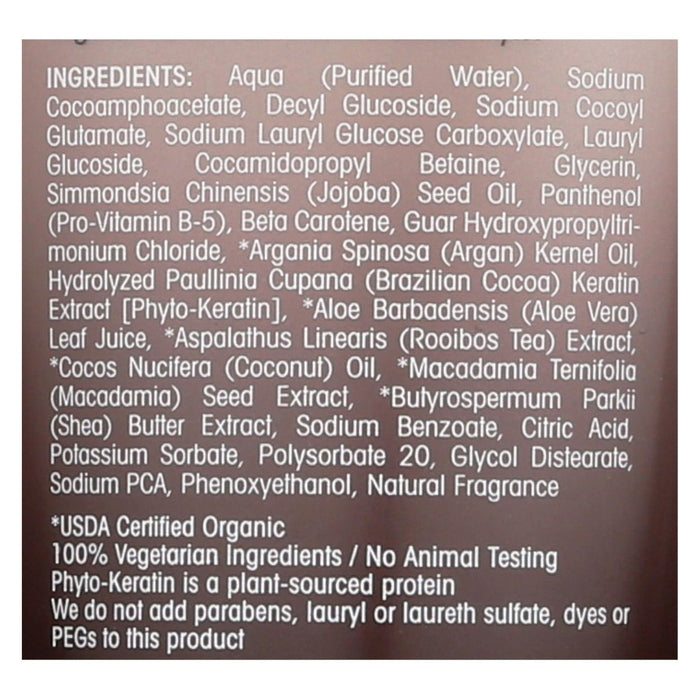 INGREDIENTS: Aqua (Purified Water), Sodium
Cocoamphoacetate, Decyl Glucoside, Sodium Cocoyl
Glutamate, Sodium Lauryl Glucose Carboxylate, Lauryl
Glucoside, Cocamidopropyl Betaine, Glycerin,
Simmondsia Chinensis (Jojoba) Seed Oil, Panthenol
(Pro-Vitamin B-5), Beta Carotene, Guar Hydroxypropyltri-
monium Chloride, *Argania Spinosa (Argan) Kernel Oil,
Hydrolyzed Paullinia Cupana (Brazilian Cocoa) Keratin
Extract [Phyto-Keratin], *Aloe Barbadensis (Aloe Vera)
Leaf Juice, *Aspalathus Linearis (Rooibos Tea) Extract,
*Cocos Nucifera (Coconut) Oil, *Macadamia Ternifolia
(Macadamia) Seed Extract, *Butyrospermum Parkii
(Shea) Butter Extract, Sodium Benzoate, Citric Acid,
Potassium Sorbate, Polysorbate 20, Glycol Distearate,
Sodium PCA, Phenoxyethanol, Natural Fragrance
*USDA Certified Organic
100% Vegetarian Ingredients / No Animal Testing
Phyto-Keratin is a plant-sourced protein
We do not add parabens, lauryl or laureth sulfate, dyes or
PEGs to this product